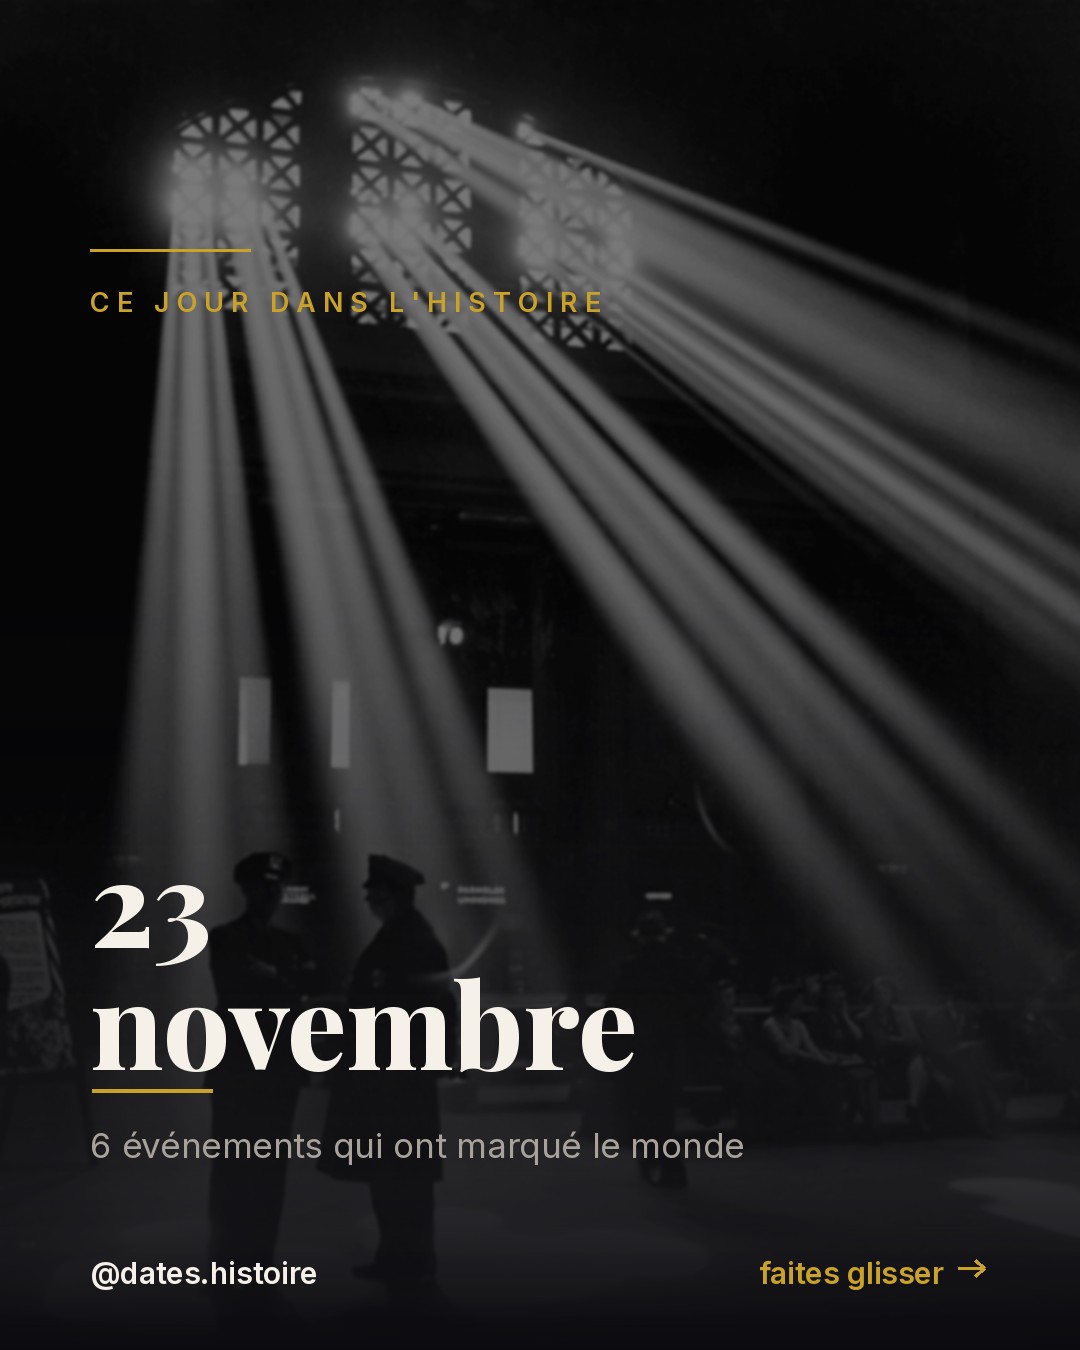 CE JOUR DANS L'HISTOIRE
23
novembre
6 événements qui ont marqué le monde
@dates.histoire
faites glisser →